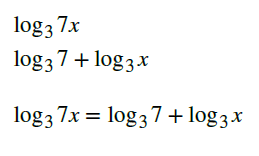 log₃ 7x
log₃ 7 + log₃ x
log₃ 7x = log₃ 7 + log₃ x